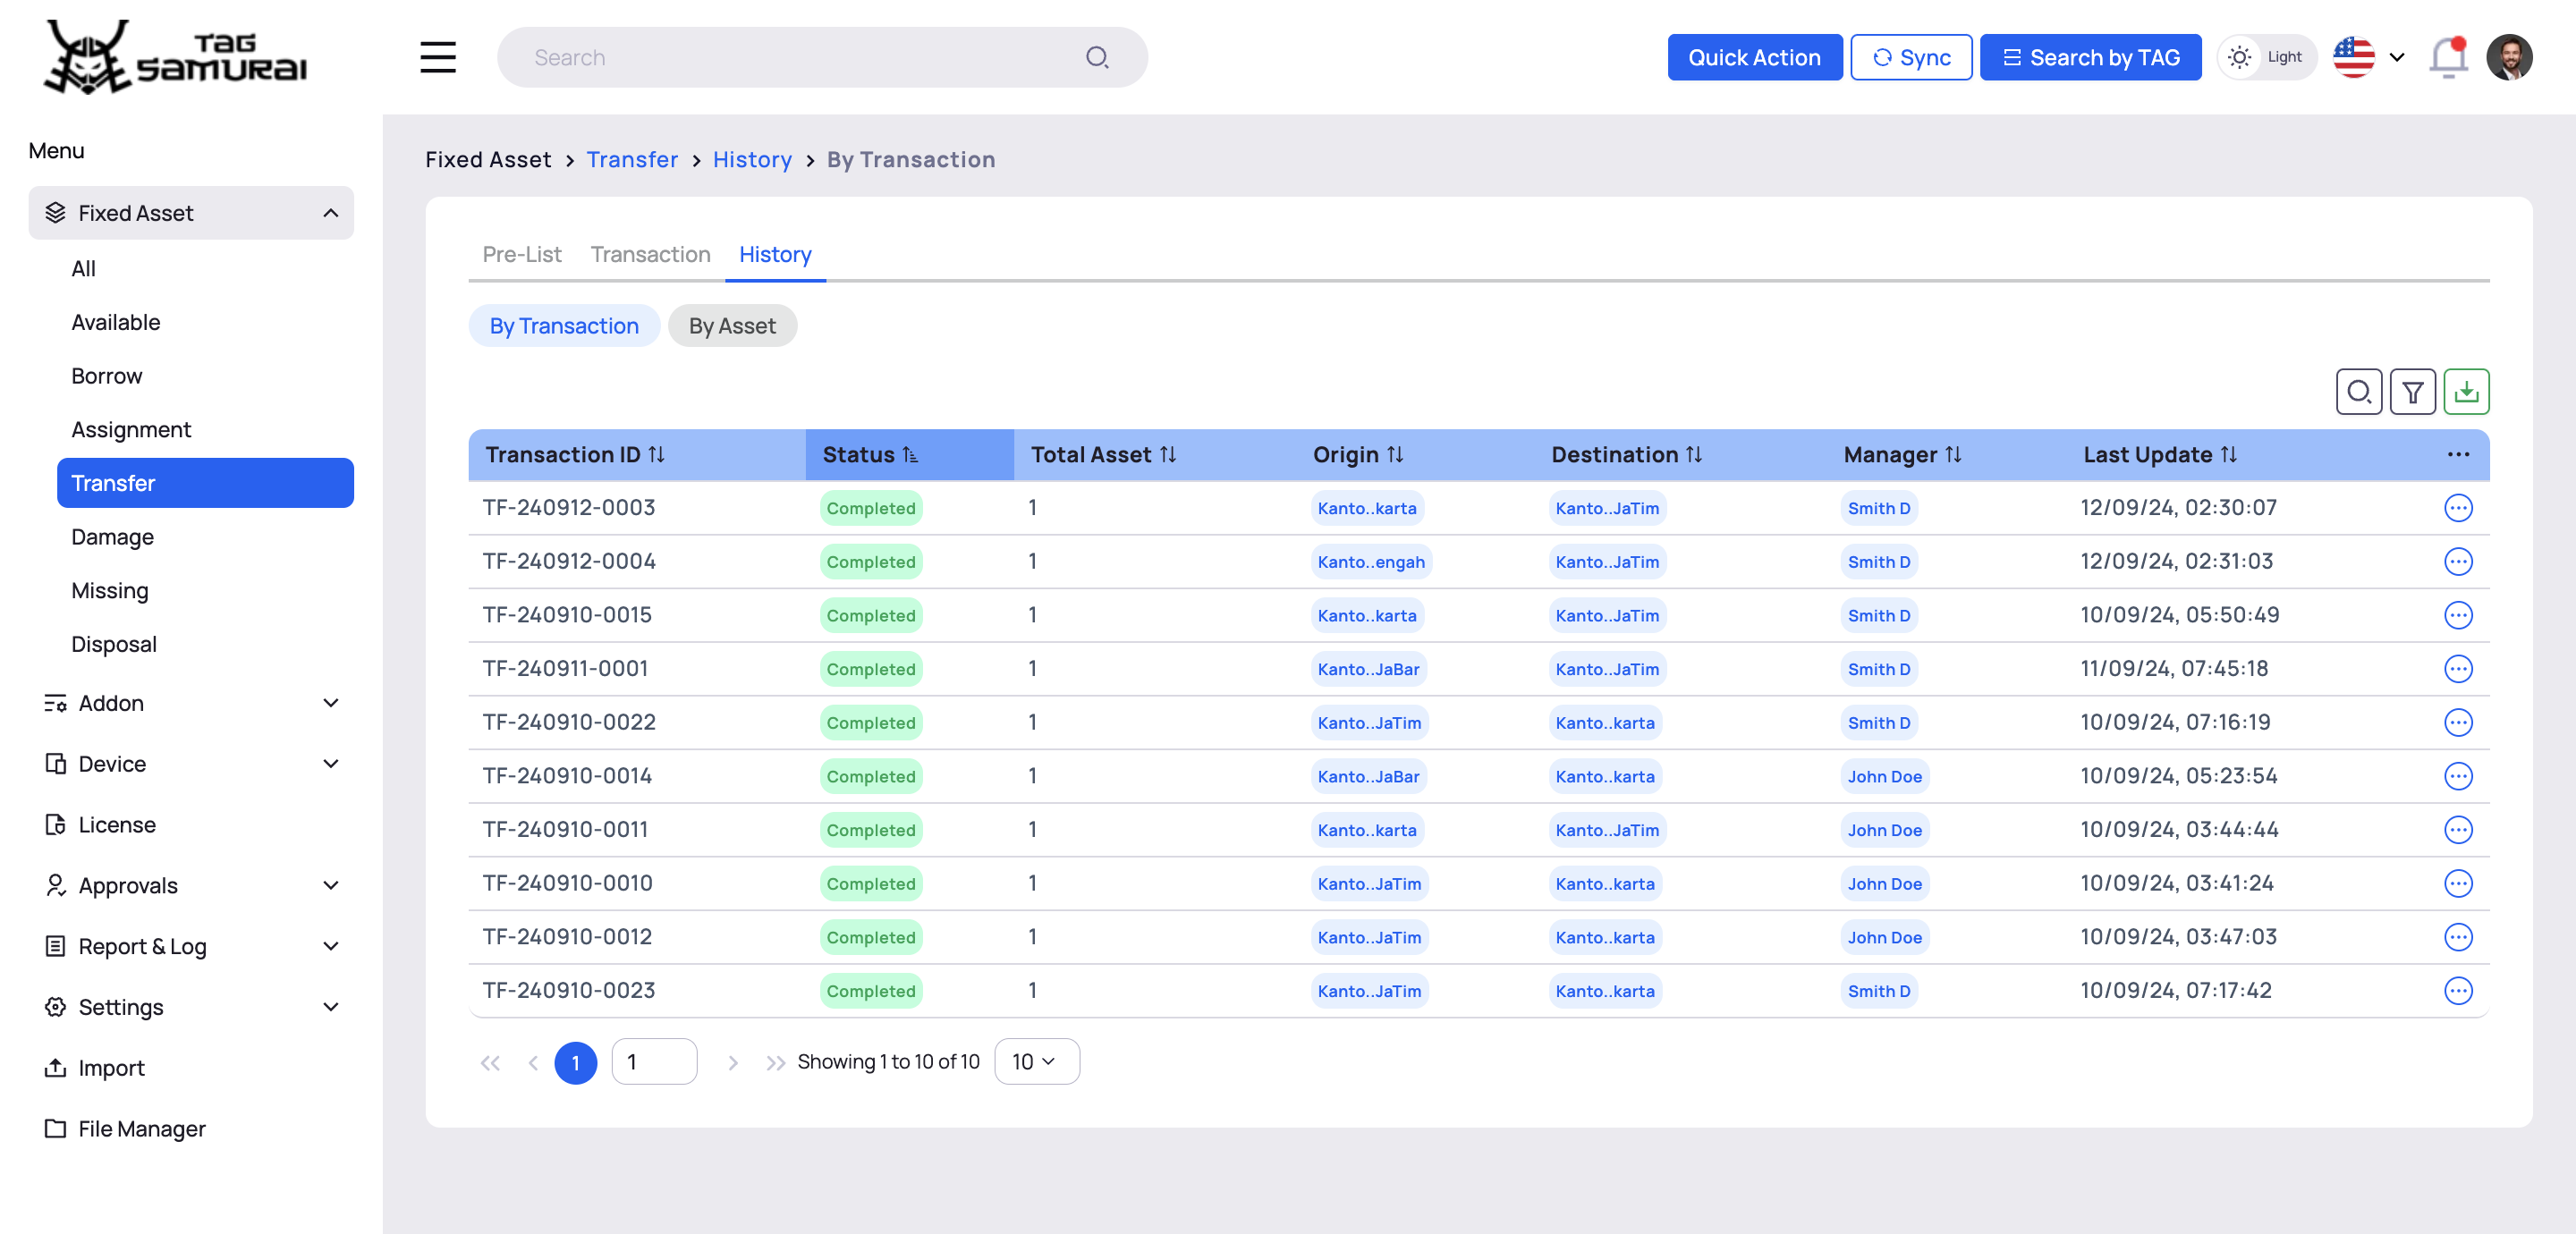 TAG SAMURAI
Search
Quick Action
Sync
Search by TAG
Light
Menu
Fixed Asset
All
Available
Borrow
Assignment
Transfer
Damage
Missing
Disposal
Addon
Device
License
Approvals
Report & Log
Settings
Import
File Manager
Fixed Asset > Transfer > History > By Transaction
Pre-List Transaction History
By Transaction By Asset
Transaction ID Status Total Asset Origin Destination Manager Last Update
TF-240912-0003 Completed 1 Kanto..karta Kanto..JaTim Smith D 12/09/24, 02:30:07
TF-240912-0004 Completed 1 Kanto..engah Kanto..JaTim Smith D 12/09/24, 02:31:03
TF-240910-0015 Completed 1 Kanto..karta Kanto..JaTim Smith D 10/09/24, 05:50:49
TF-240911-0001 Completed 1 Kanto..JaBar Kanto..JaTim Smith D 11/09/24, 07:45:18
TF-240910-0022 Completed 1 Kanto..JaTim Kanto..karta Smith D 10/09/24, 07:16:19
TF-240910-0014 Completed 1 Kanto..JaBar Kanto..karta John Doe 10/09/24, 05:23:54
TF-240910-0011 Completed 1 Kanto..karta Kanto..JaTim John Doe 10/09/24, 03:44:44
TF-240910-0010 Completed 1 Kanto..JaTim Kanto..karta John Doe 10/09/24, 03:41:24
TF-240910-0012 Completed 1 Kanto..JaTim Kanto..karta John Doe 10/09/24, 03:47:03
TF-240910-0023 Completed 1 Kanto..JaTim Kanto..karta Smith D 10/09/24, 07:17:42
1 1 Showing 1 to 10 of 10 10